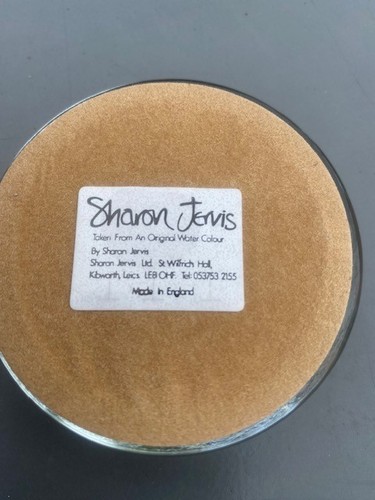 Sharon Jervis
Taken From An Original Water Colour
By Sharon Jervis
Sharon Jervis Ltd. St Wilfrich Hall,
Kibworth, Leics. LE8 OHF. Tel: 053753 2155
Made In England